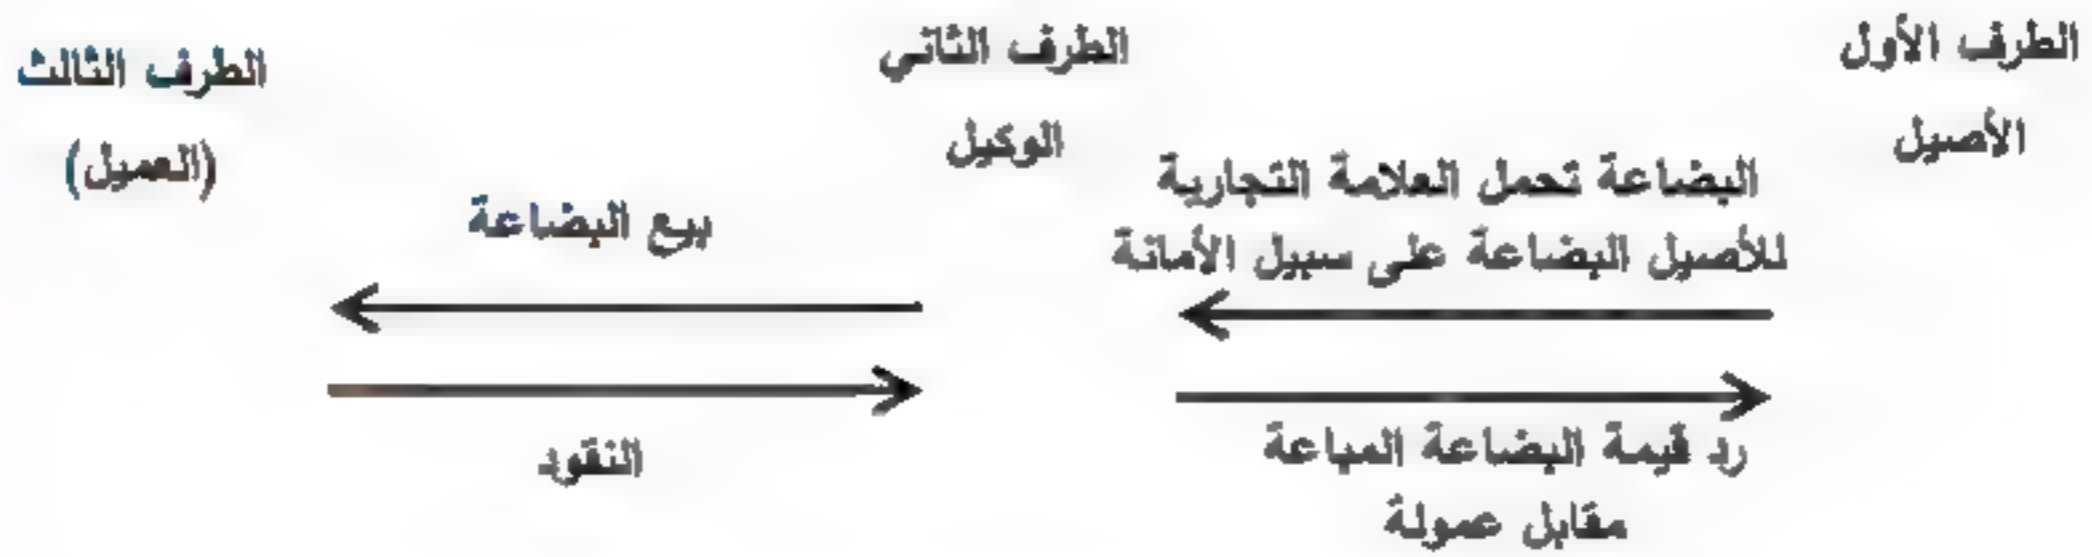 الطرف الأول
الأصيل
البضاعة تحمل العلامة التجارية
للأصيل البضاعة على سبيل الأمانة
رد قيمة البضاعة المباعة
مقابل عمولة
الطرف الثاني
الوكيل
بيع البضاعة
النقود
الطرف الثالث
(العميل)